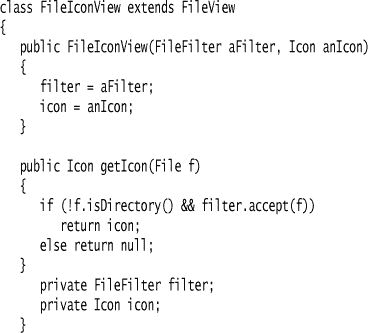 class FileIconView extends FileView
{
   public FileIconView(FileFilter aFilter, Icon anIcon)
   {
      filter = aFilter;
      icon = anIcon;
   }

   public Icon getIcon(File f)
   {
      if (!f.isDirectory() && filter.accept(f))
         return icon;
      else return null;
   }
      private FileFilter filter;
      private Icon icon;
   }